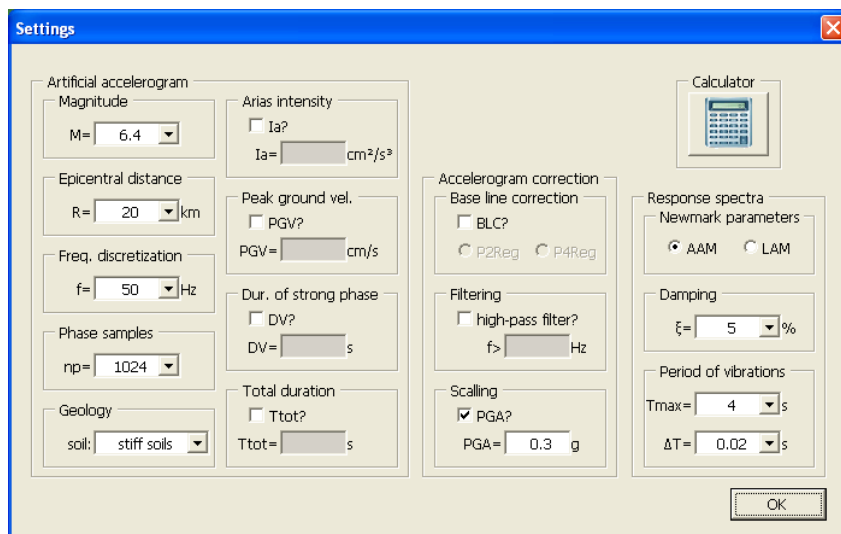 Settings
Artificial accelerogram
Magnitude
M= 6.4
Epicentral distance
R= 20 km
Freq. discretization
f= 50 Hz
Phase samples
np= 1024
Geology
soil: stiff soils
Arias intensity
Ia?
Ia= cm²/s³
Peak ground vel.
PGV?
PGV= cm/s
Dur. of strong phase
DV?
DV= s
Total duration
Ttot?
Ttot= s
Accelerogram correction
Base line correction
BLC?
P2Reg P4Reg
Filtering
high-pass filter?
f> Hz
Scalling
PGA?
PGA= 0.3 g
Calculator
Response spectra
Newmark parameters
AAM LAM
Damping
ξ= 5 %
Period of vibrations
Tmax= 4 s
ΔT= 0.02 s
OK